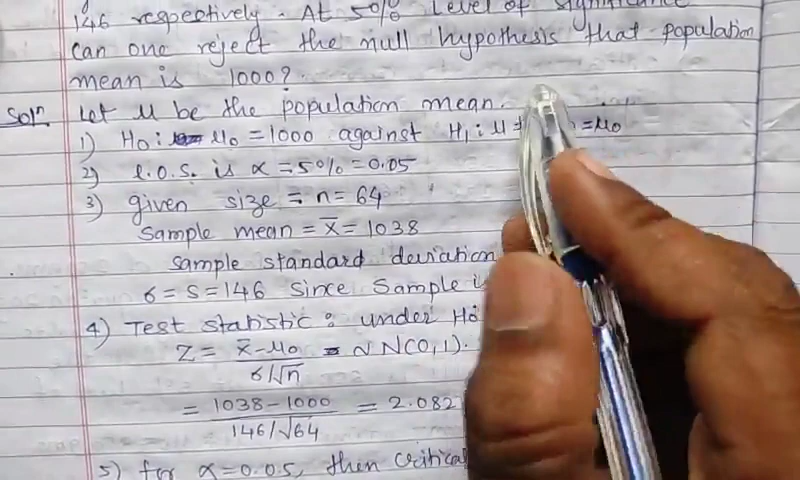 146 respectively. At 5% Level of significance
can one reject the null hypothesis that population
mean is 1000?
Soln Let μ be the population mean.
1) H₀: μ₀ = 1000 against H₁: μ = μ₀
2) l.o.s. is α = 5% = 0.05
3) given size = n = 64
Sample mean = x̄ = 1038
Sample standard deviation
σ = s = 146 since Sample i
4) Test Statistic: under H₀
Z = x̄ - μ₀ / σ/√n ~ N(0,1).
= 1038 - 1000 / 146/√64 = 2.082
5) for α = 0.05, then critical